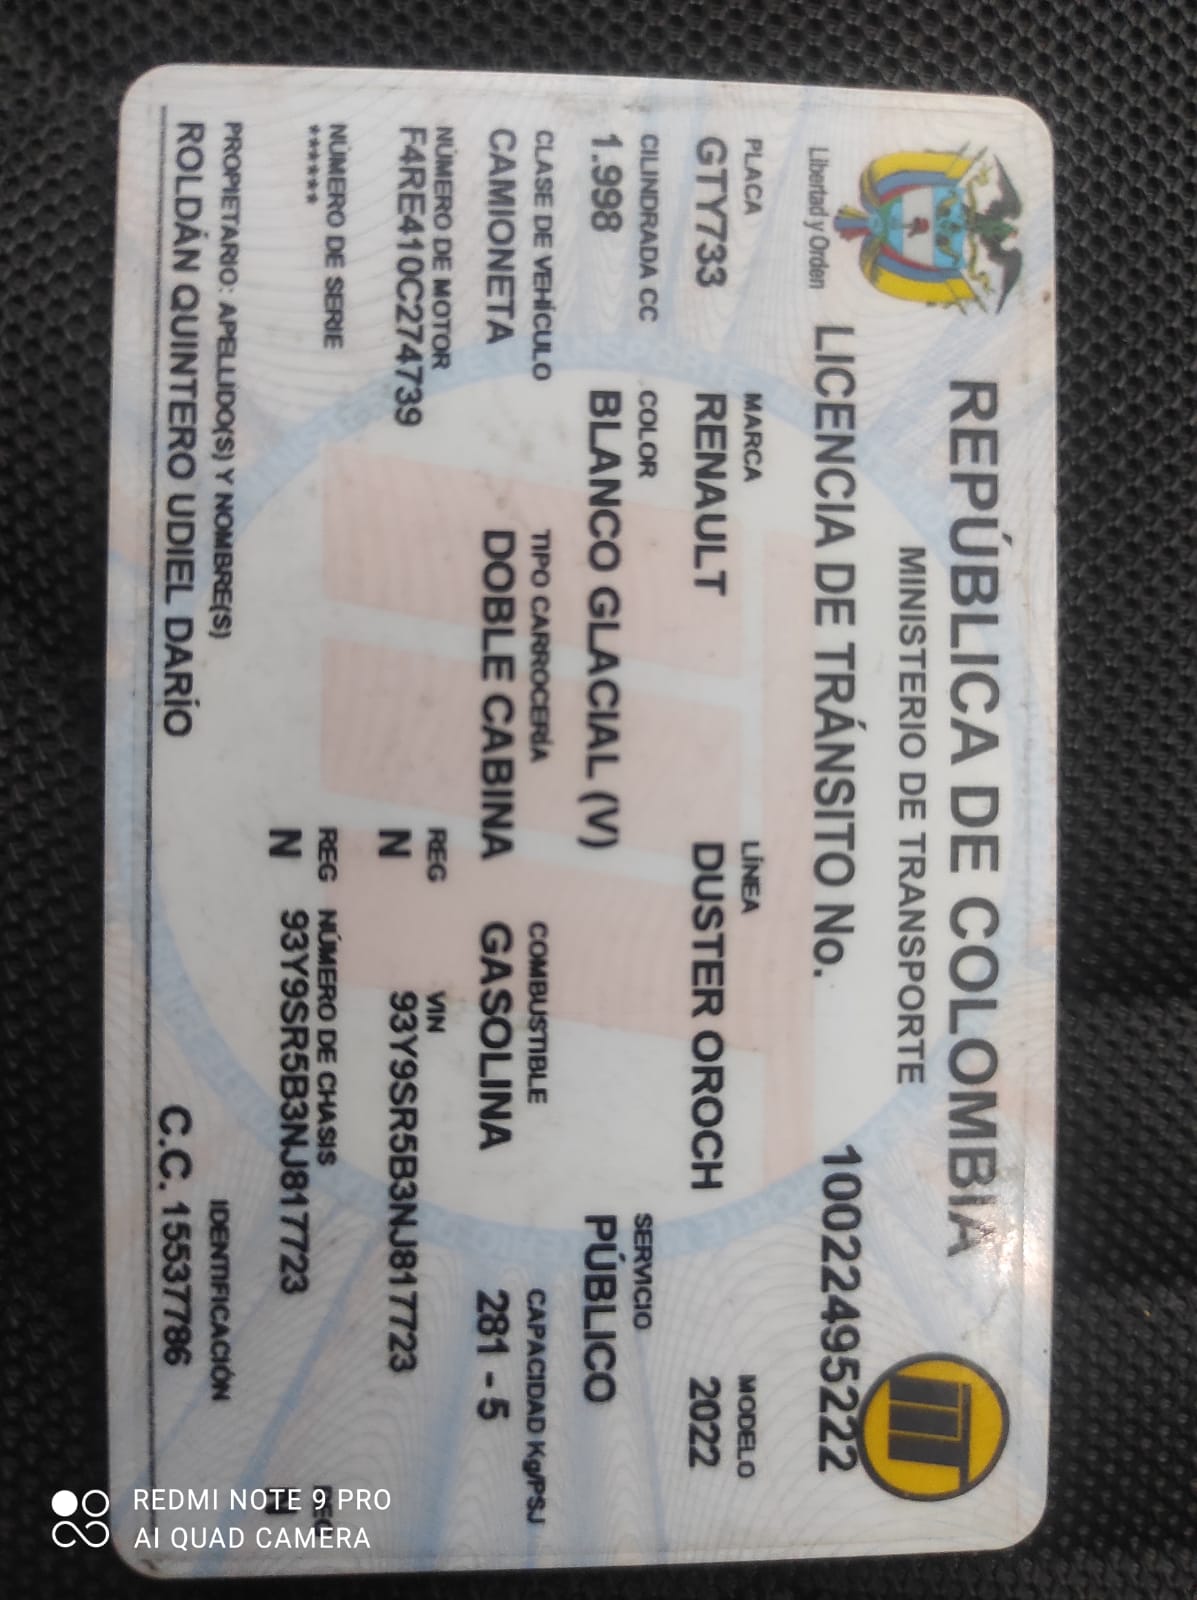 REPÚBLICA DE COLOMBIA
MINISTERIO DE TRANSPORTE
Libertad y Orden
LICENCIA DE TRÁNSITO No. 10022495222
PLACA MARCA LÍNEA MODELO
GTY733 RENAULT DUSTER OROCH 2022
CILINDRADA CC COLOR SERVICIO
1.998 BLANCO GLACIAL (V) PÚBLICO
CLASE DE VEHÍCULO TIPO CARROCERÍA COMBUSTIBLE CAPACIDAD Kg/PSJ
CAMIONETA DOBLE CABINA GASOLINA 281 - 5
NÚMERO DE MOTOR REG VIN
F4RE410C274739 N 93Y9SR5B3NJ817723
NÚMERO DE SERIE REG NÚMERO DE CHASIS REG
****** N 93Y9SR5B3NJ817723 N
PROPIETARIO: APELLIDO(S) Y NOMBRE(S) IDENTIFICACIÓN
ROLDÁN QUINTERO UDIEL DARÍO C.C. 15537786
REDMI NOTE 9 PRO
AI QUAD CAMERA